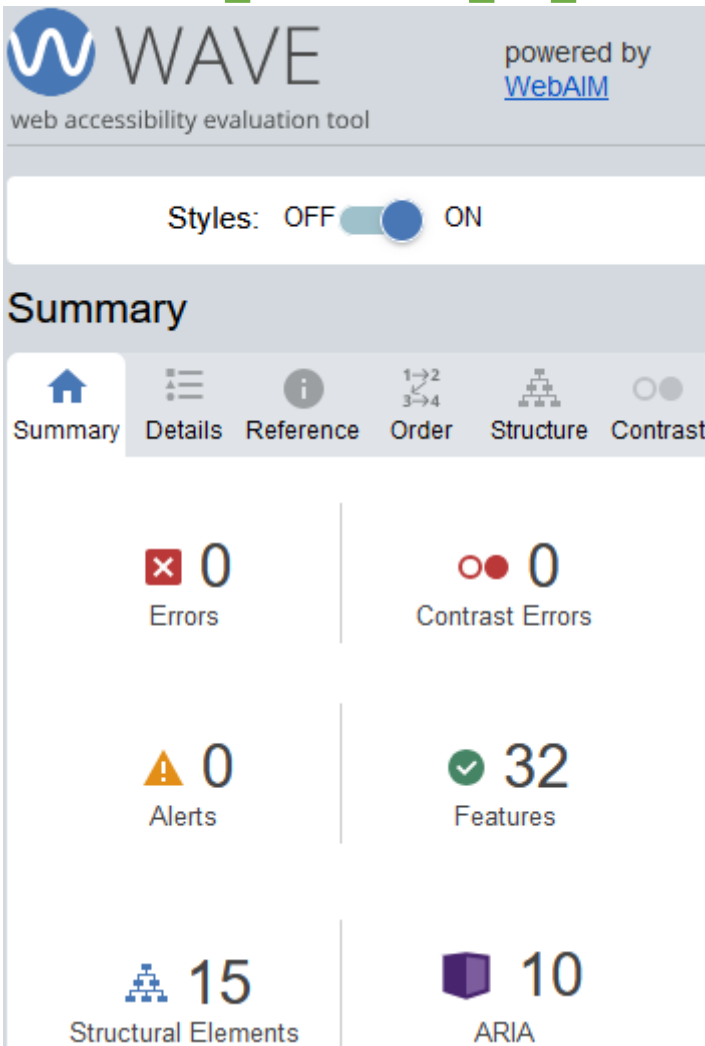 WAVE
powered by
WebAIM
web accessibility evaluation tool
Styles: OFF ON
Summary
1→2
3→4
Summary Details Reference Order Structure Contrast
0 0
Errors Contrast Errors
0 32
Alerts Features
15 10
Structural Elements ARIA